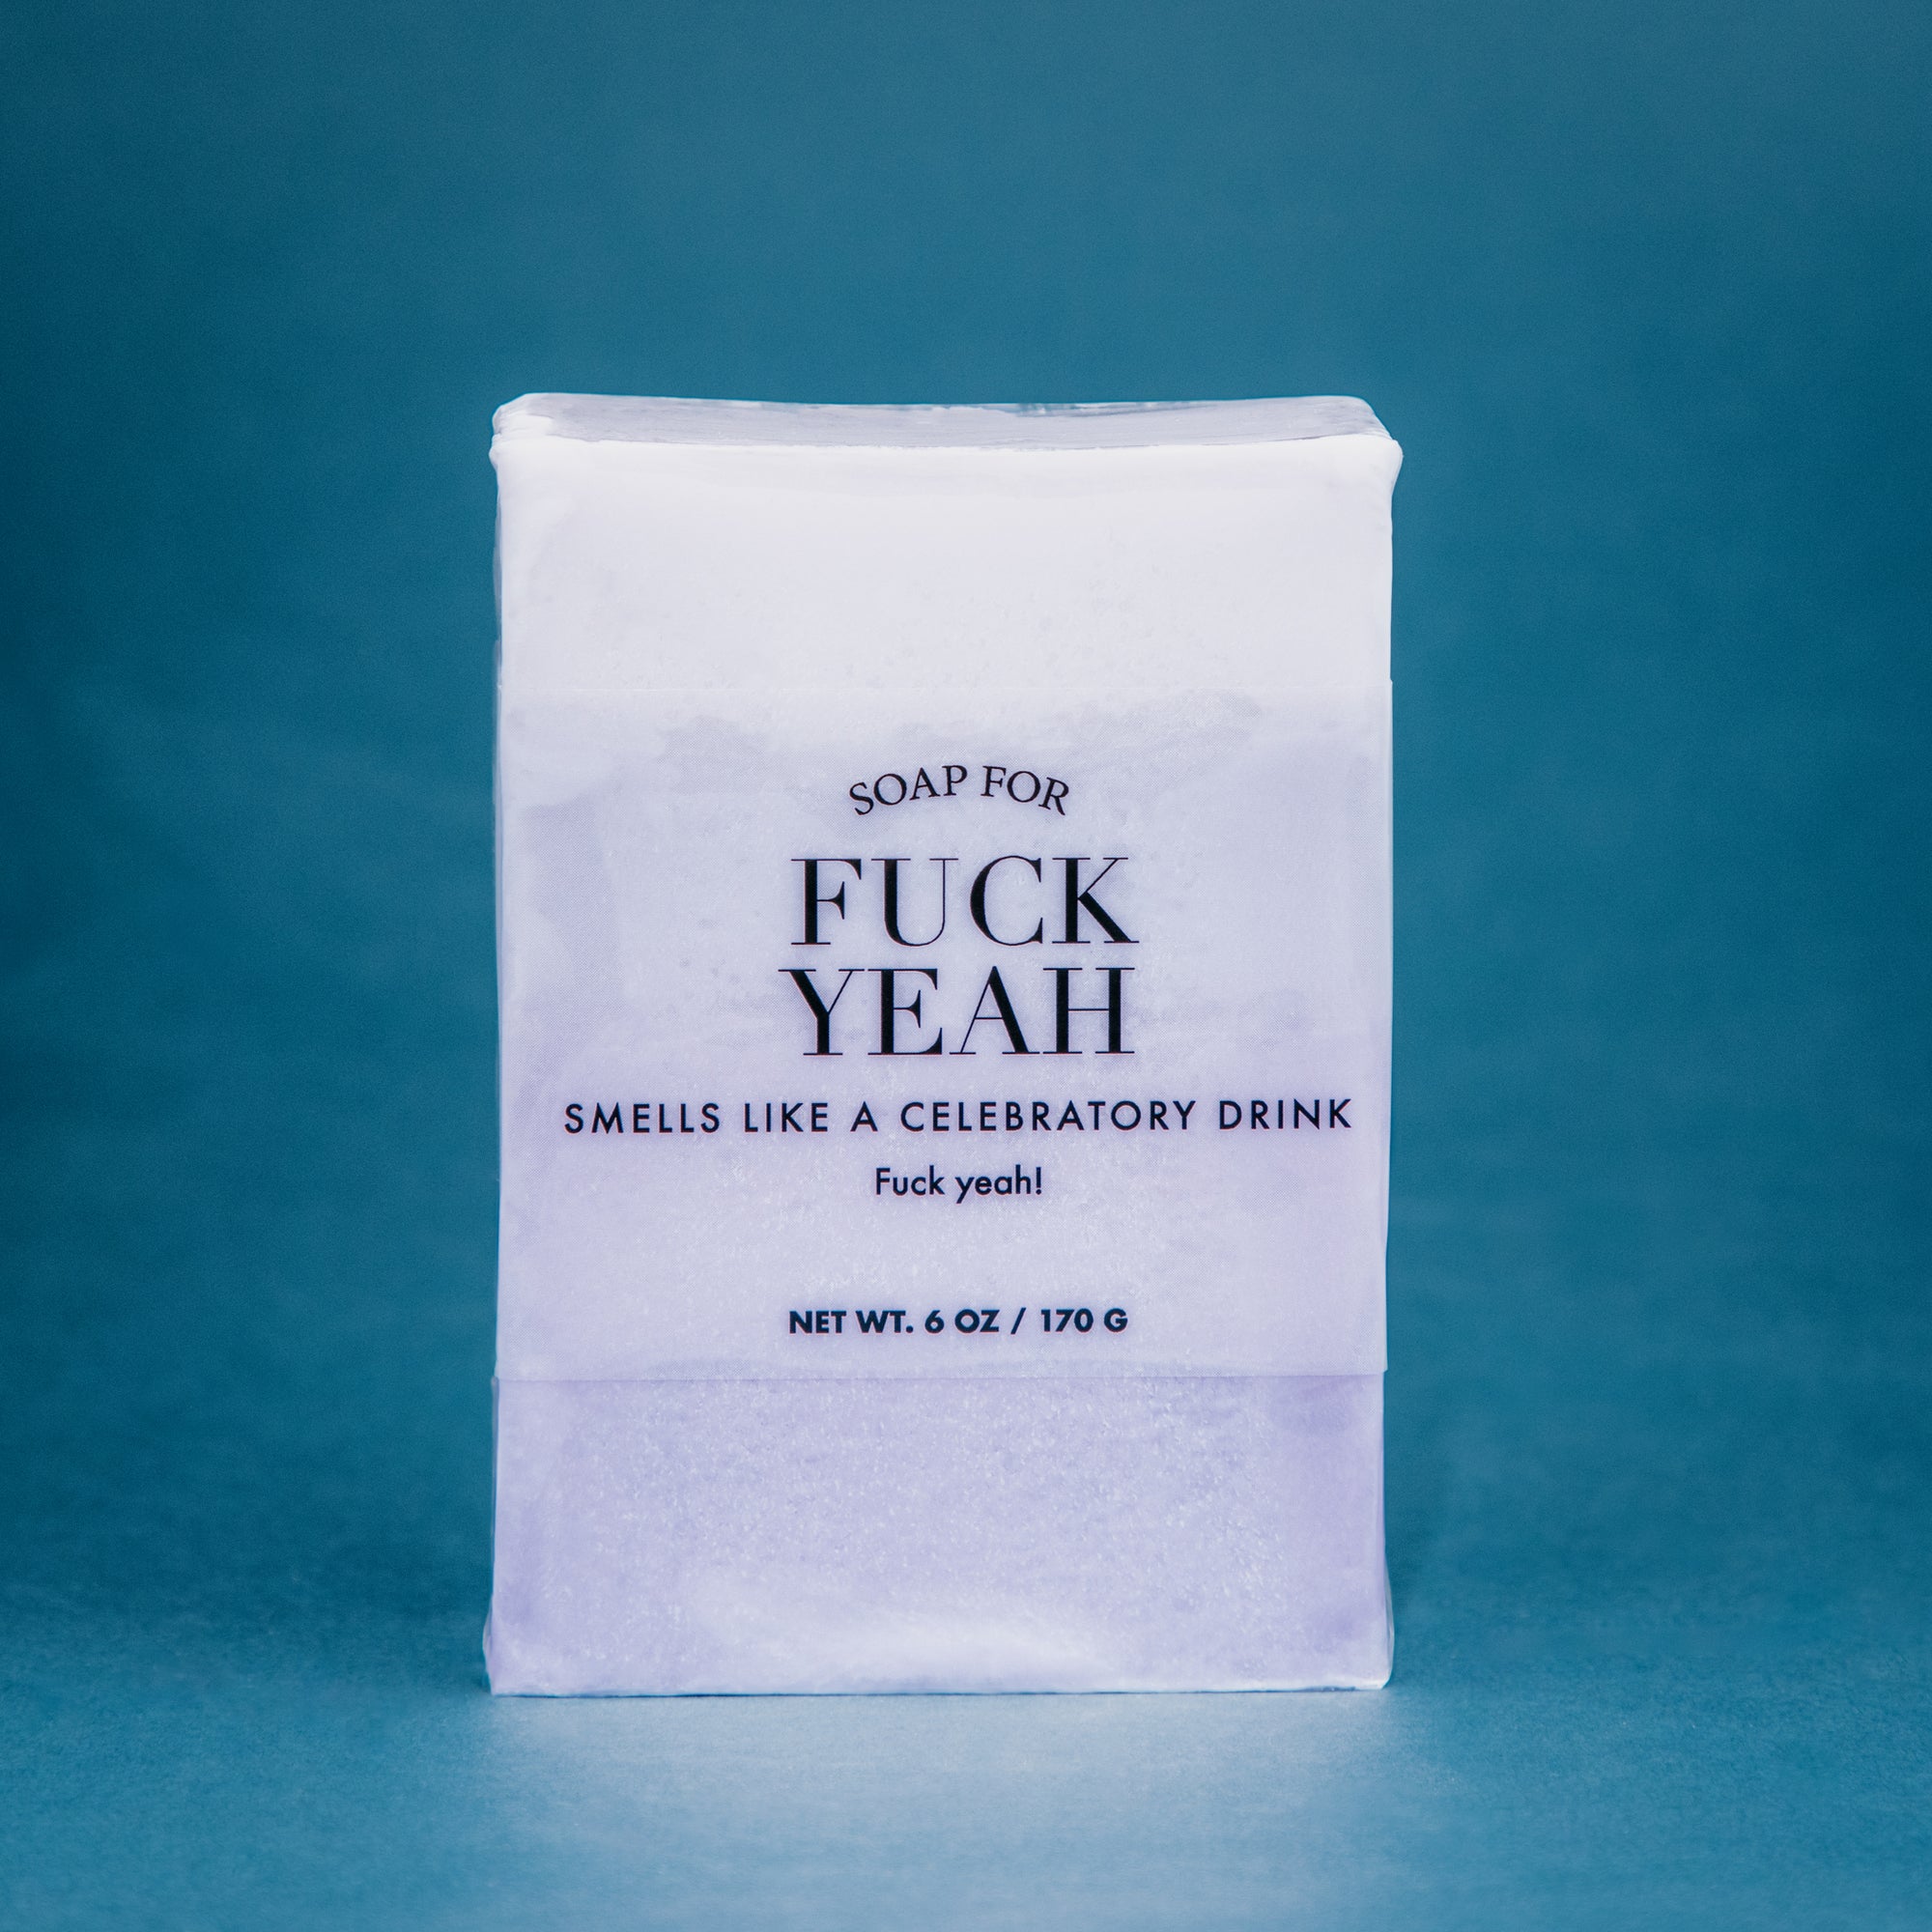 SOAP FOR
FUCK
YEAH
SMELLS LIKE A CELEBRATORY DRINK
Fuck yeah!
NET WT. 6 OZ / 170 G